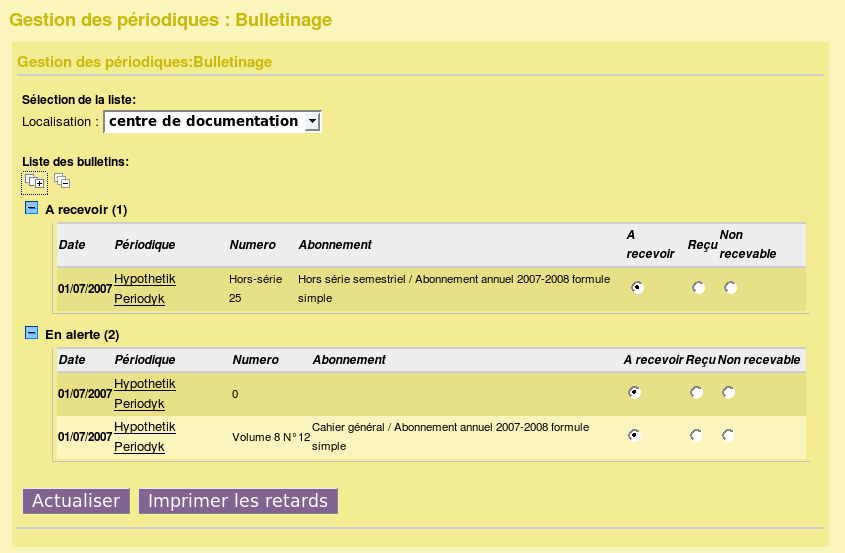 Gestion des périodiques : Bulletinage
Gestion des périodiques:Bulletinage
Sélection de la liste:
Localisation : centre de documentation
Liste des bulletins:
A recevoir (1)
Date Périodique Numero Abonnement A recevoir Reçu Non recevable
01/07/2007 Hypothetik Periodyk Hors-série 25 Hors série semestriel / Abonnement annuel 2007-2008 formule simple
En alerte (2)
Date Périodique Numero Abonnement A recevoir Reçu Non recevable
01/07/2007 Hypothetik Periodyk 0
01/07/2007 Hypothetik Periodyk Volume 8 N°12 Cahier général / Abonnement annuel 2007-2008 formule simple
Actualiser Imprimer les retards